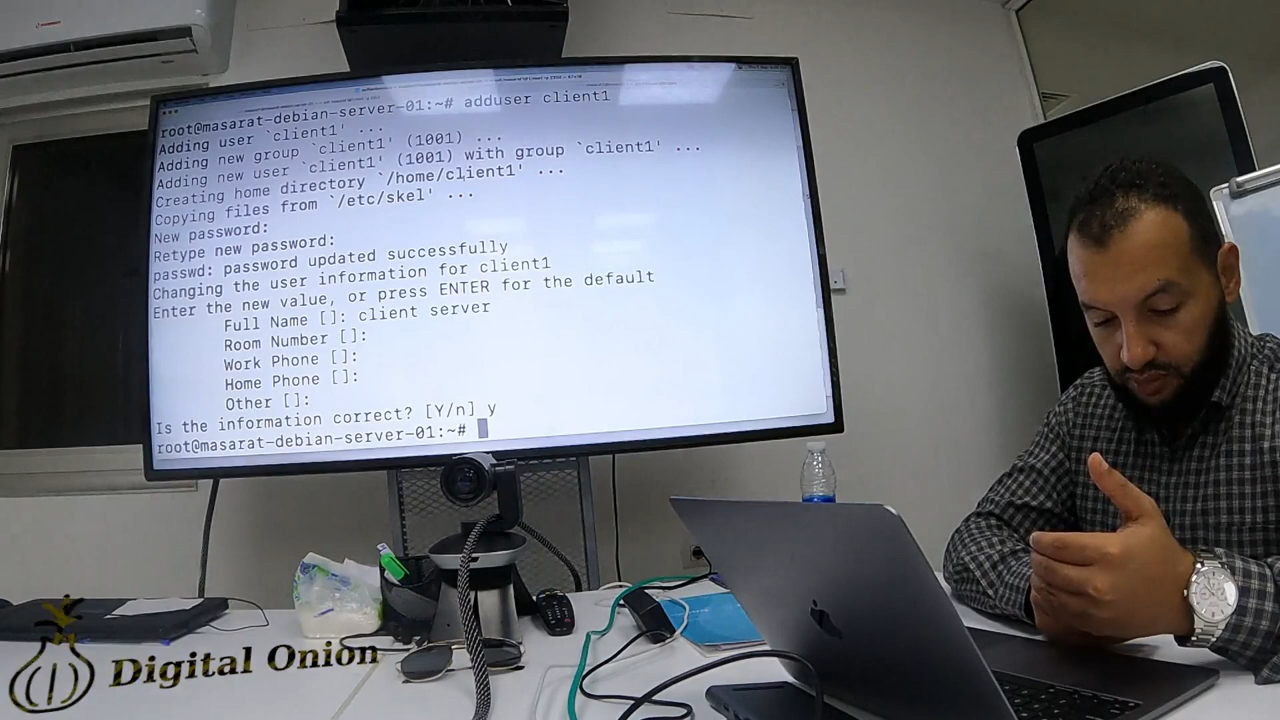 root@masarat-debian-server-01:~# adduser client1
Adding user `client1' ...
Adding new group `client1' (1001) ...
Adding new user `client1' (1001) with group `client1' ...
Creating home directory `/home/client1' ...
Copying files from `/etc/skel' ...
New password:
Retype new password:
passwd: password updated successfully
Changing the user information for client1
Enter the new value, or press ENTER for the default
Full Name []: client server
Room Number []:
Work Phone []:
Home Phone []:
Other []:
Is the information correct? [Y/n] y
root@masarat-debian-server-01:~#
Digital Onion